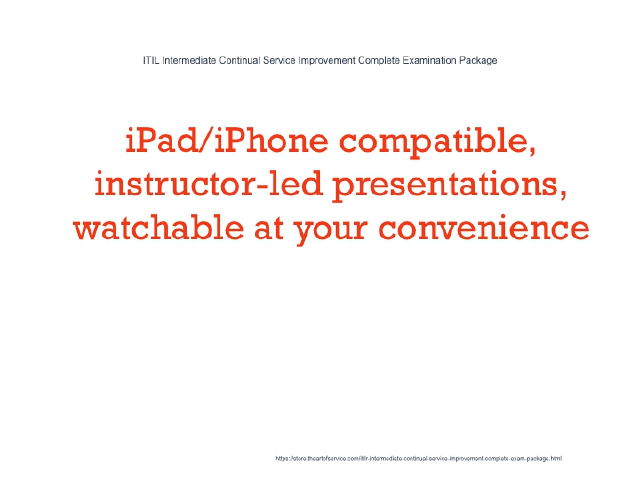 ITIL Intermediate Continual Service Improvement Complete Examination Package
iPad/iPhone compatible,
instructor-led presentations,
watchable at your convenience
https://store.theartofservice.com/itilr-intermediate-continual-service-improvement-complete-exam-package.html